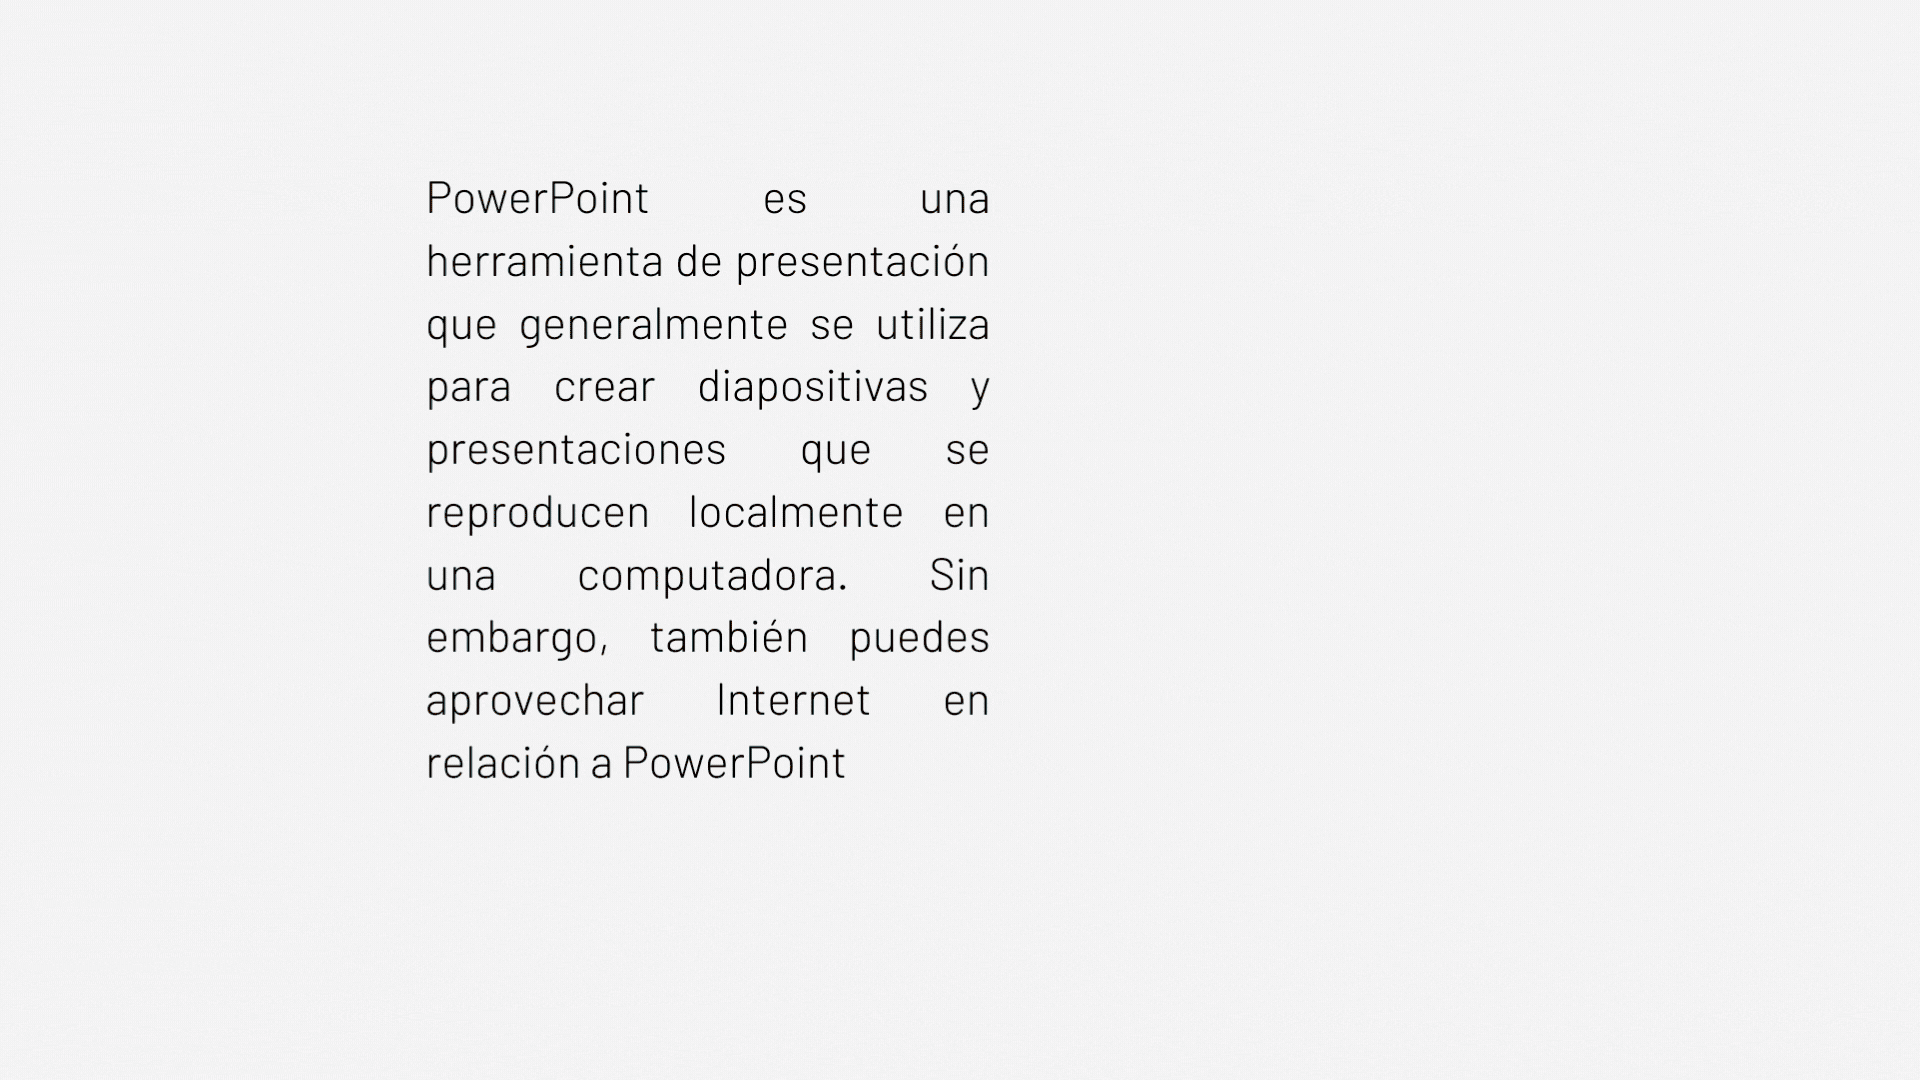 PowerPoint es una
herramienta de presentación
que generalmente se utiliza
para crear diapositivas y
presentaciones que se
reproducen localmente en
una computadora. Sin
embargo, también puedes
aprovechar Internet en
relación a PowerPoint